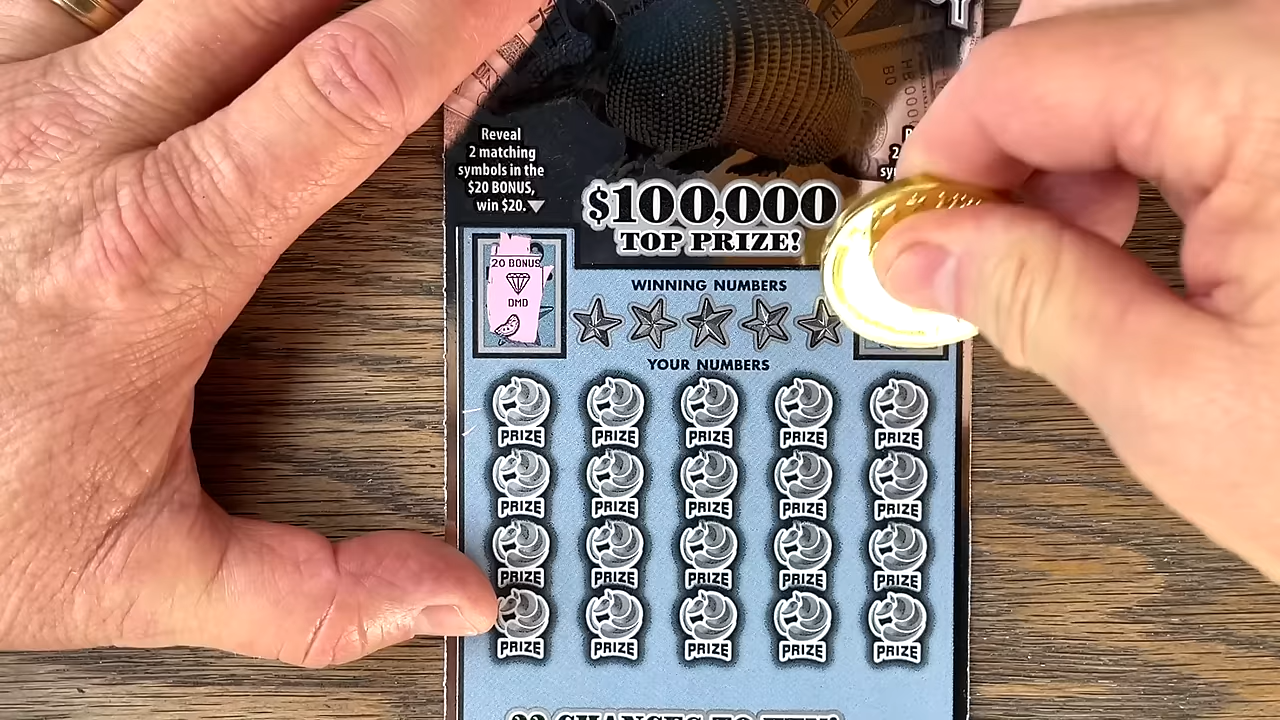 Reveal
2 matching
symbols in the
$20 BONUS,
win $20.▼
$100,000
TOP PRIZE!
20 BONUS
DMD
WINNING NUMBERS
YOUR NUMBERS
PRIZE PRIZE PRIZE PRIZE PRIZE
PRIZE PRIZE PRIZE PRIZE PRIZE
PRIZE PRIZE PRIZE PRIZE PRIZE
PRIZE PRIZE PRIZE PRIZE PRIZE